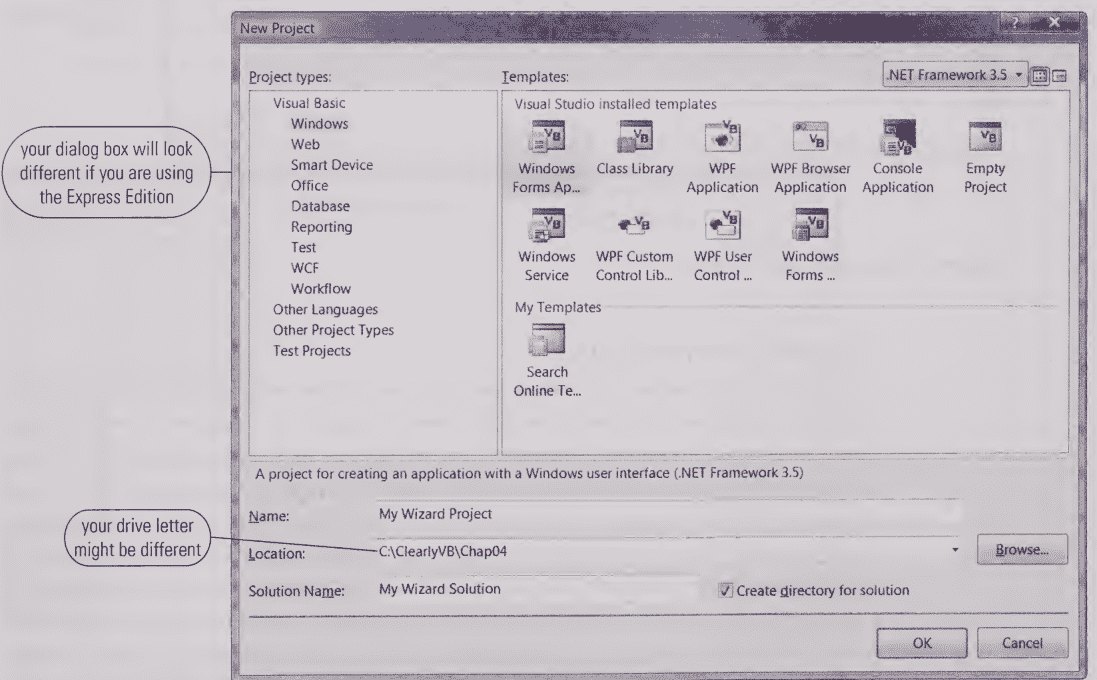 New Project
Project types:
Templates:
.NET Framework 3.5
Visual Basic
Windows
Web
Smart Device
Office
Database
Reporting
Test
WCF
Workflow
Other Languages
Other Project Types
Test Projects
Visual Studio installed templates
Windows Forms Ap...
Class Library
WPF Application
WPF Browser Application
Console Application
Empty Project
Windows Service
WPF Custom Control Lib...
WPF User Control ...
Windows Forms ...
My Templates
Search Online Te...
your dialog box will look
different if you are using
the Express Edition
A project for creating an application with a Windows user interface (.NET Framework 3.5)
Name:
My Wizard Project
your drive letter
might be different
Location:
C:\ClearlyVB\Chap04
Browse...
Solution Name:
My Wizard Solution
Create directory for solution
OK
Cancel